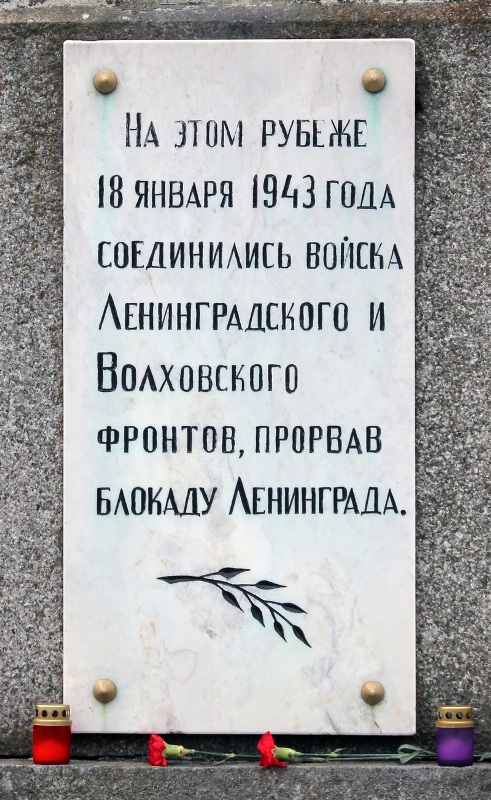 На этом рубеже
18 января 1943 года
соединились войска
Ленинградского и
Волховского
фронтов, прорвав
блокаду Ленинграда.